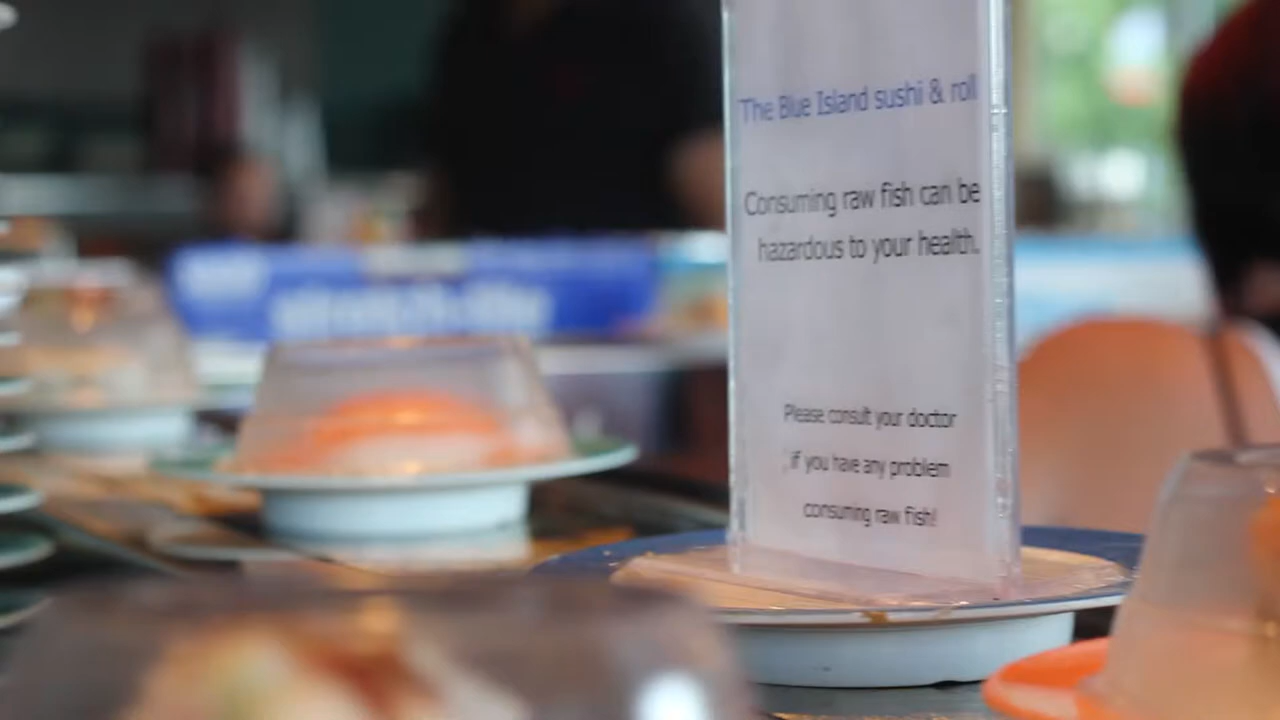 The Blue Island sushi & roll
Consuming raw fish can be
hazardous to your health.
Please consult your doctor
if you have any problem
consuming raw fish!